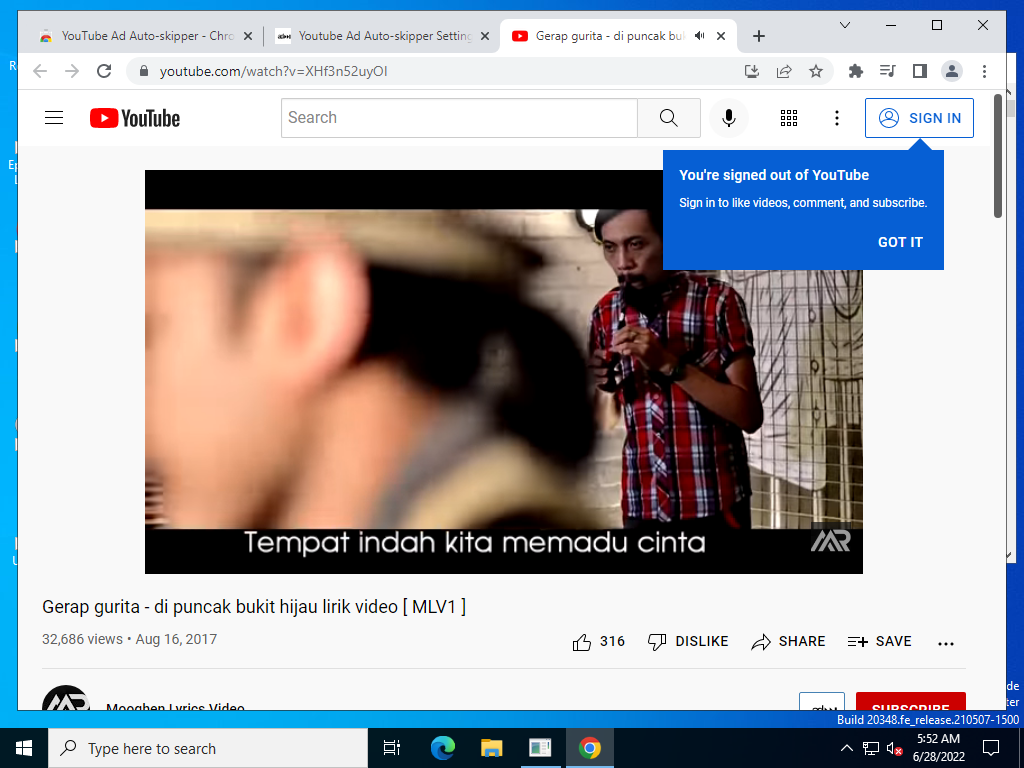 YouTube Ad Auto-skipper - Chro
Youtube Ad Auto-skipper Setting
Gerap gurita - di puncak bu
youtube.com/watch?v=XHf3n52uyOI
YouTube
Search
SIGN IN
You're signed out of YouTube
Sign in to like videos, comment, and subscribe.
GOT IT
Tempat indah kita memadu cinta
MR
Gerap gurita - di puncak bukit hijau lirik video [ MLV1 ]
32,686 views • Aug 16, 2017
316
DISLIKE
SHARE
SAVE
Mooghen Lyrics Video
SUBSCRIBE
Build 20348.fe_release.210507-1500
Type here to search
5:52 AM
6/28/2022